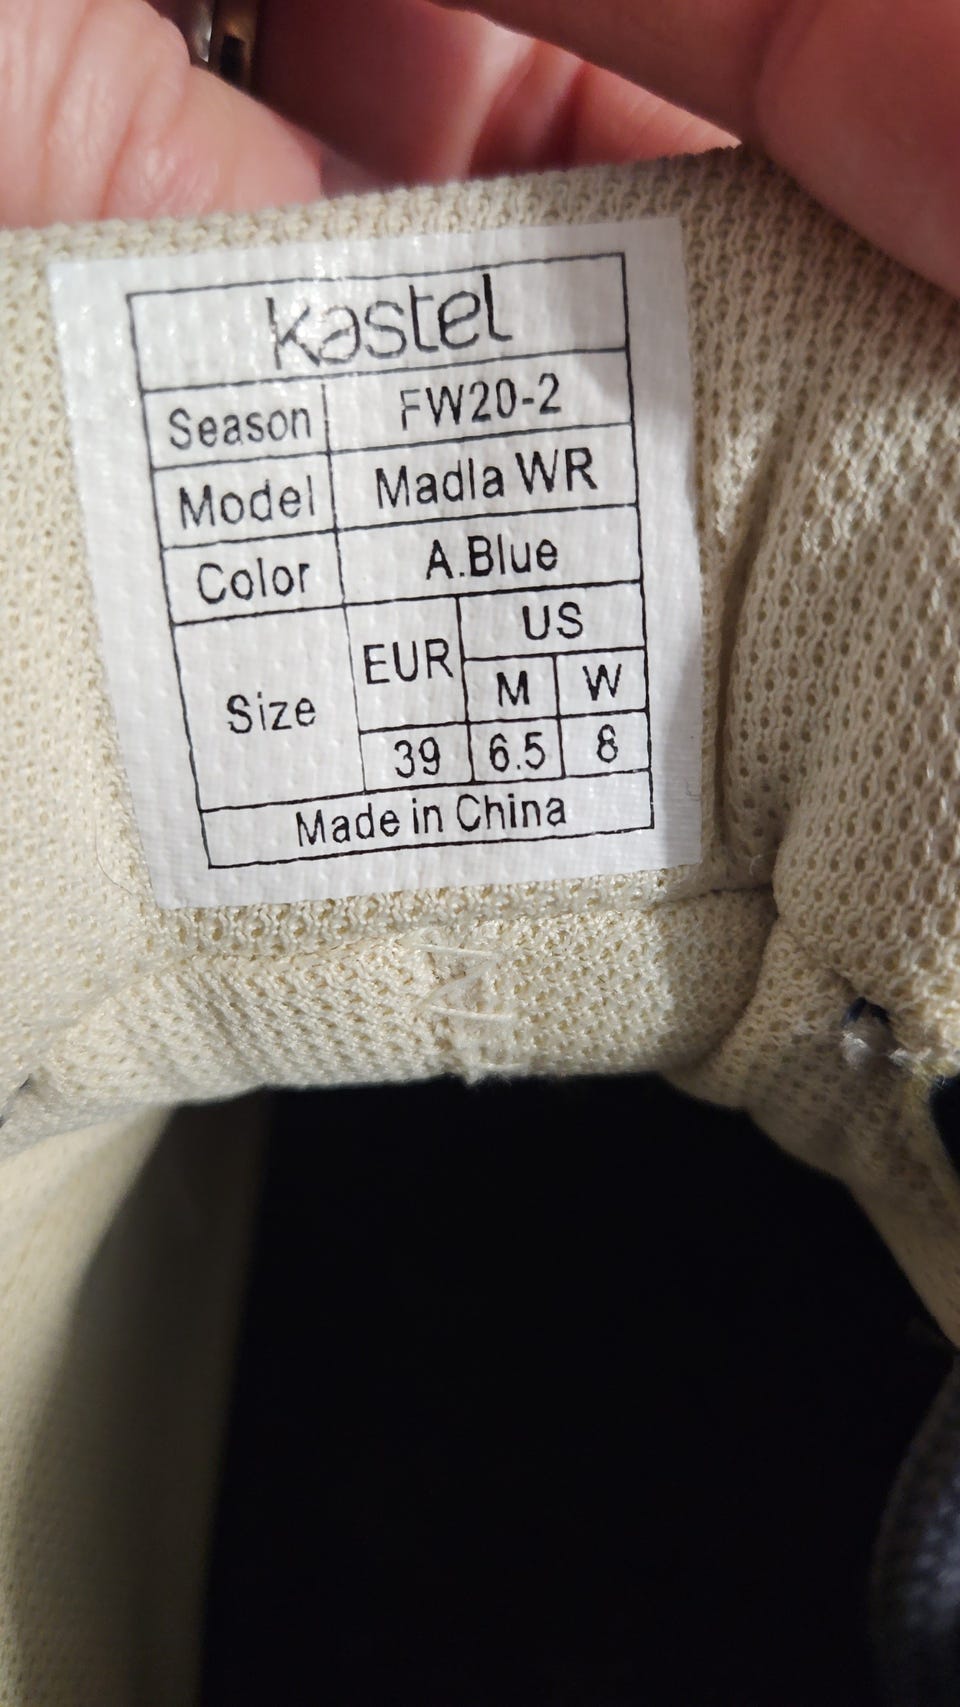 kastel
Season FW20-2
Model Madla WR
Color A.Blue
Size EUR US
M W
39 6.5 8
Made in China